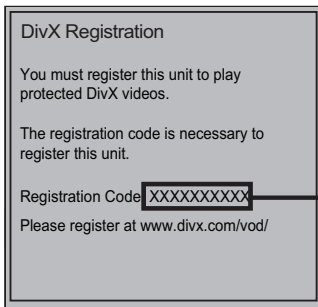 DivX Registration
You must register this unit to play
protected DivX videos.
The registration code is necessary to
register this unit.
Registration Code XXXXXXXXXX
Please register at www.divx.com/vod/